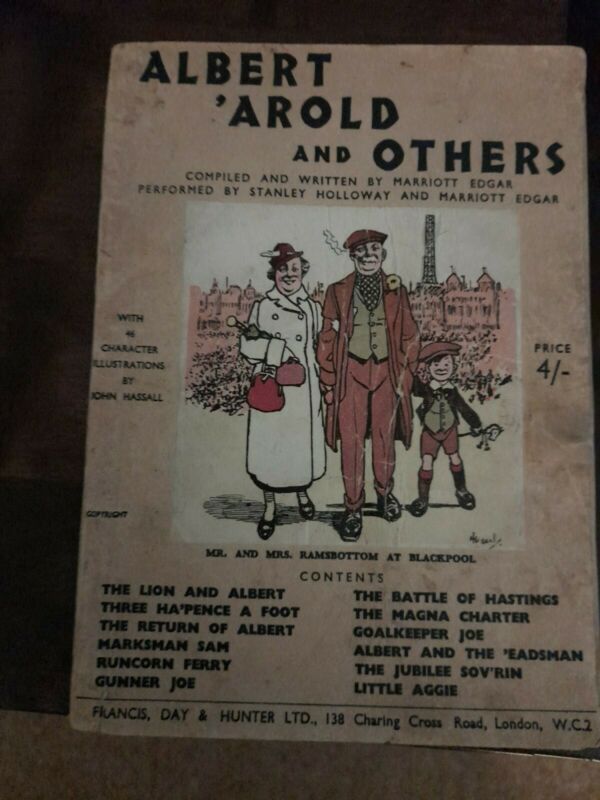 ALBERT
'AROLD
AND OTHERS
COMPILED AND WRITTEN BY MARRIOTT EDGAR
PERFORMED BY STANLEY HOLLOWAY AND MARRIOTT EDGAR
WITH
46
CHARACTER
ILLUSTRATIONS
BY
JOHN HASSALL
PRICE
4/-
COPYRIGHT
MR. AND MRS. RAMSBOTTOM AT BLACKPOOL
CONTENTS
THE LION AND ALBERT
THREE HA'PENCE A FOOT
THE RETURN OF ALBERT
MARKSMAN SAM
RUNCORN FERRY
GUNNER JOE
THE BATTLE OF HASTINGS
THE MAGNA CHARTER
GOALKEEPER JOE
ALBERT AND THE 'EADSMAN
THE JUBILEE SOV'RIN
LITTLE AGGIE
FRANCIS, DAY & HUNTER LTD., 138 Charing Cross Road, London, W.C.2